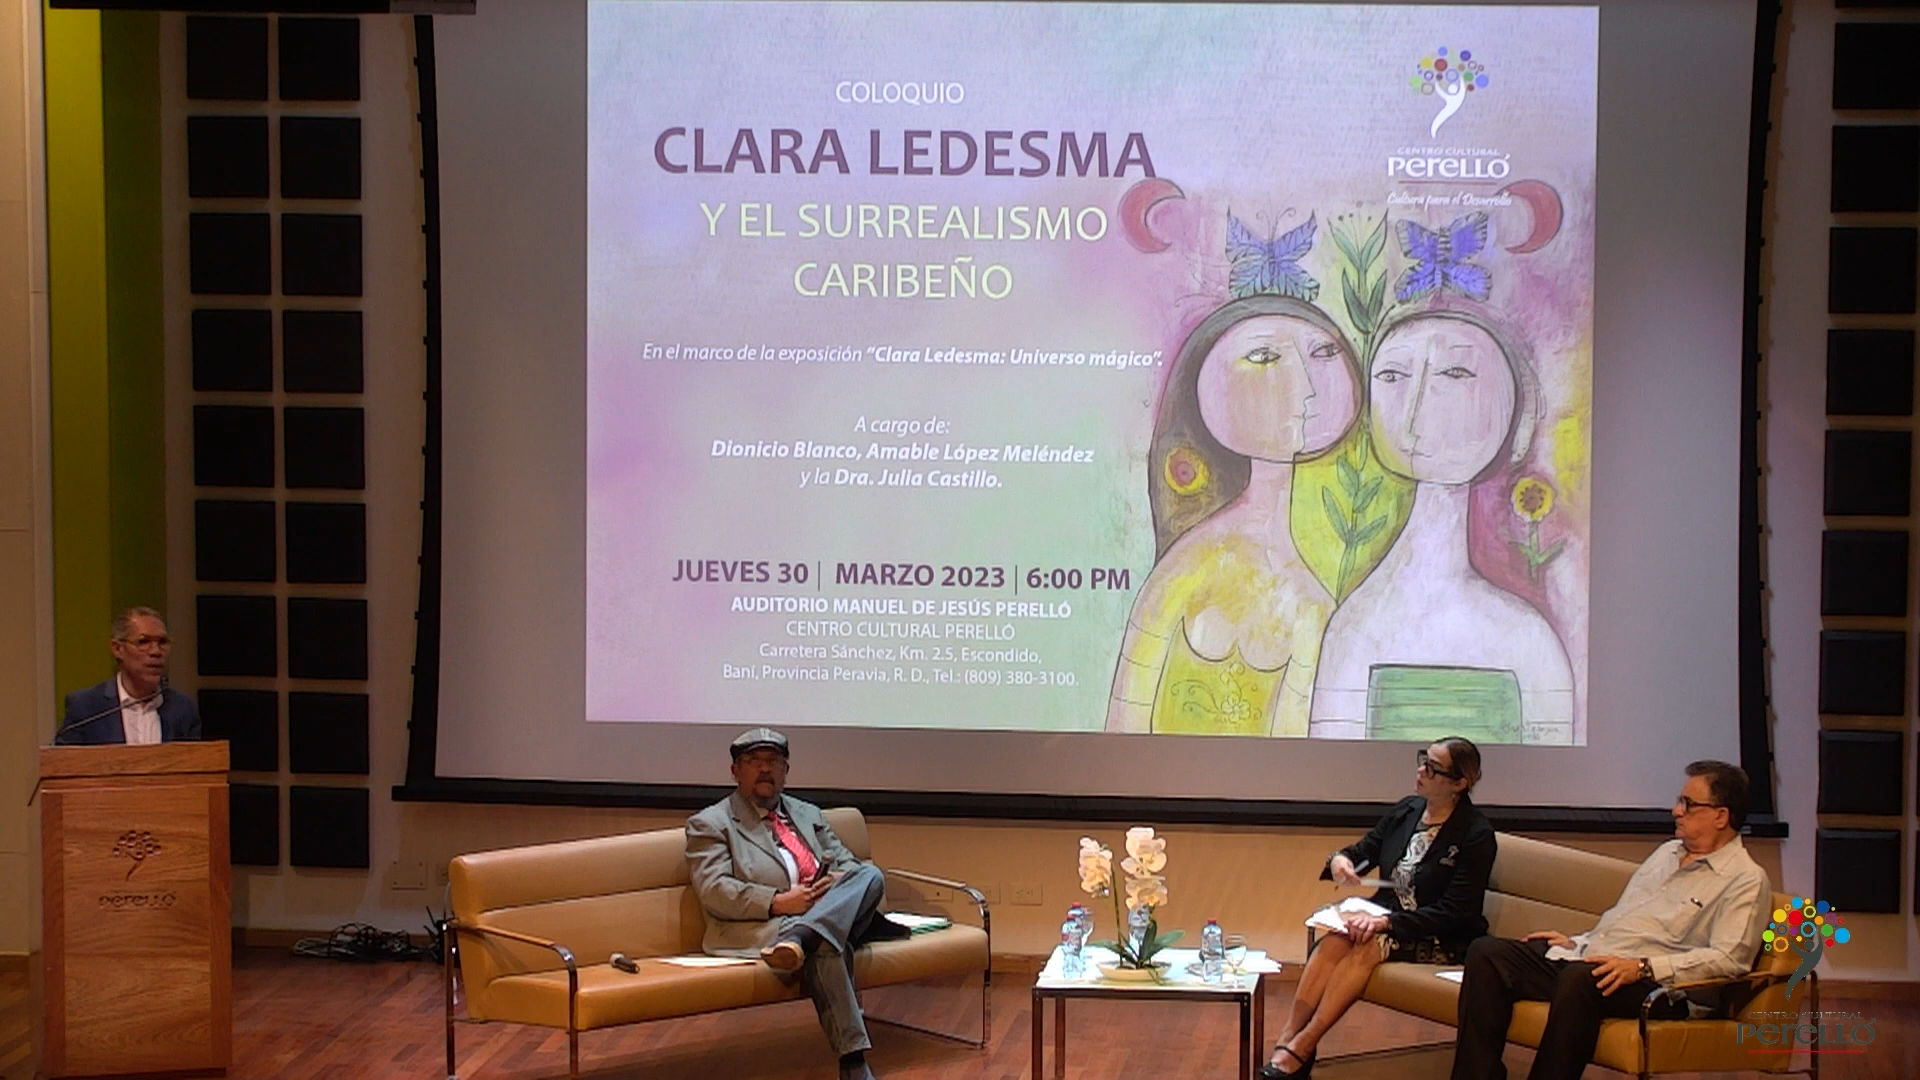 COLOQUIO
CLARA LEDESMA
Y EL SURREALISMO
CARIBEÑO
En el marco de la exposición "Clara Ledesma: Universo mágico".
A cargo de:
Dionicio Blanco, Amable López Meléndez
y la Dra. Julia Castillo.
JUEVES 30 | MARZO 2023 | 6:00 PM
AUDITORIO MANUEL DE JESÚS PERELLÓ
CENTRO CULTURAL PERELLÓ
Carretera Sánchez, Km. 2.5, Escondido,
Baní, Provincia Peravia, R. D., Tel.: (809) 380-3100.
CENTRO CULTURAL
Perelló
Cultura para el Desarrollo
Perelló
CENTRO CULTURAL
Perelló